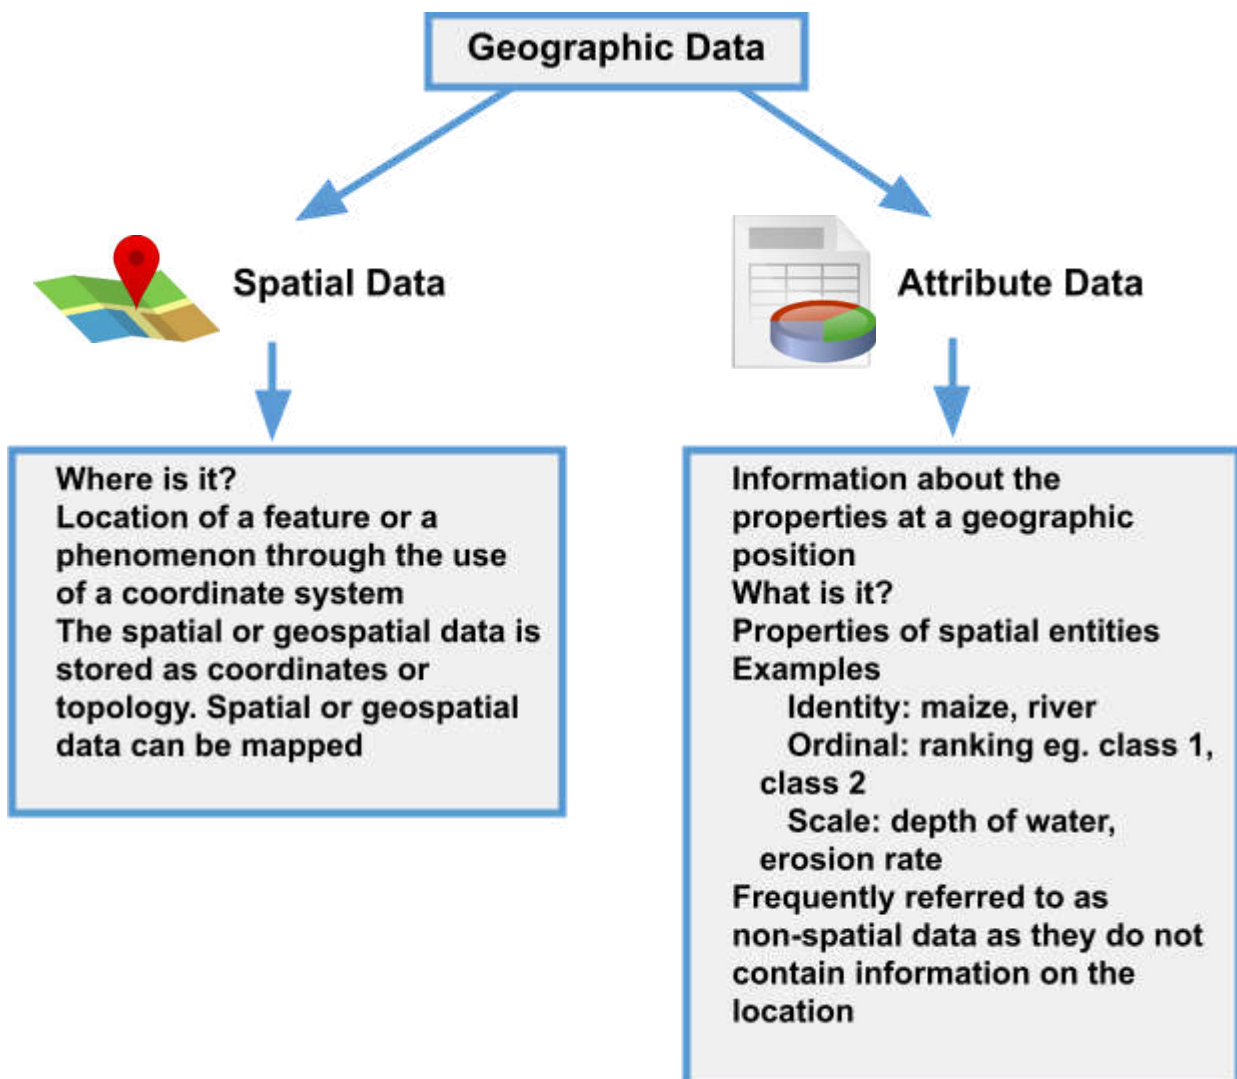 Geographic Data
Spatial Data
Attribute Data
Where is it?
Location of a feature or a
phenomenon through the use
of a coordinate system
The spatial or geospatial data is
stored as coordinates or
topology. Spatial or geospatial
data can be mapped
Information about the
properties at a geographic
position
What is it?
Properties of spatial entities
Examples
Identity: maize, river
Ordinal: ranking eg. class 1,
class 2
Scale: depth of water,
erosion rate
Frequently referred to as
non-spatial data as they do not
contain information on the
location